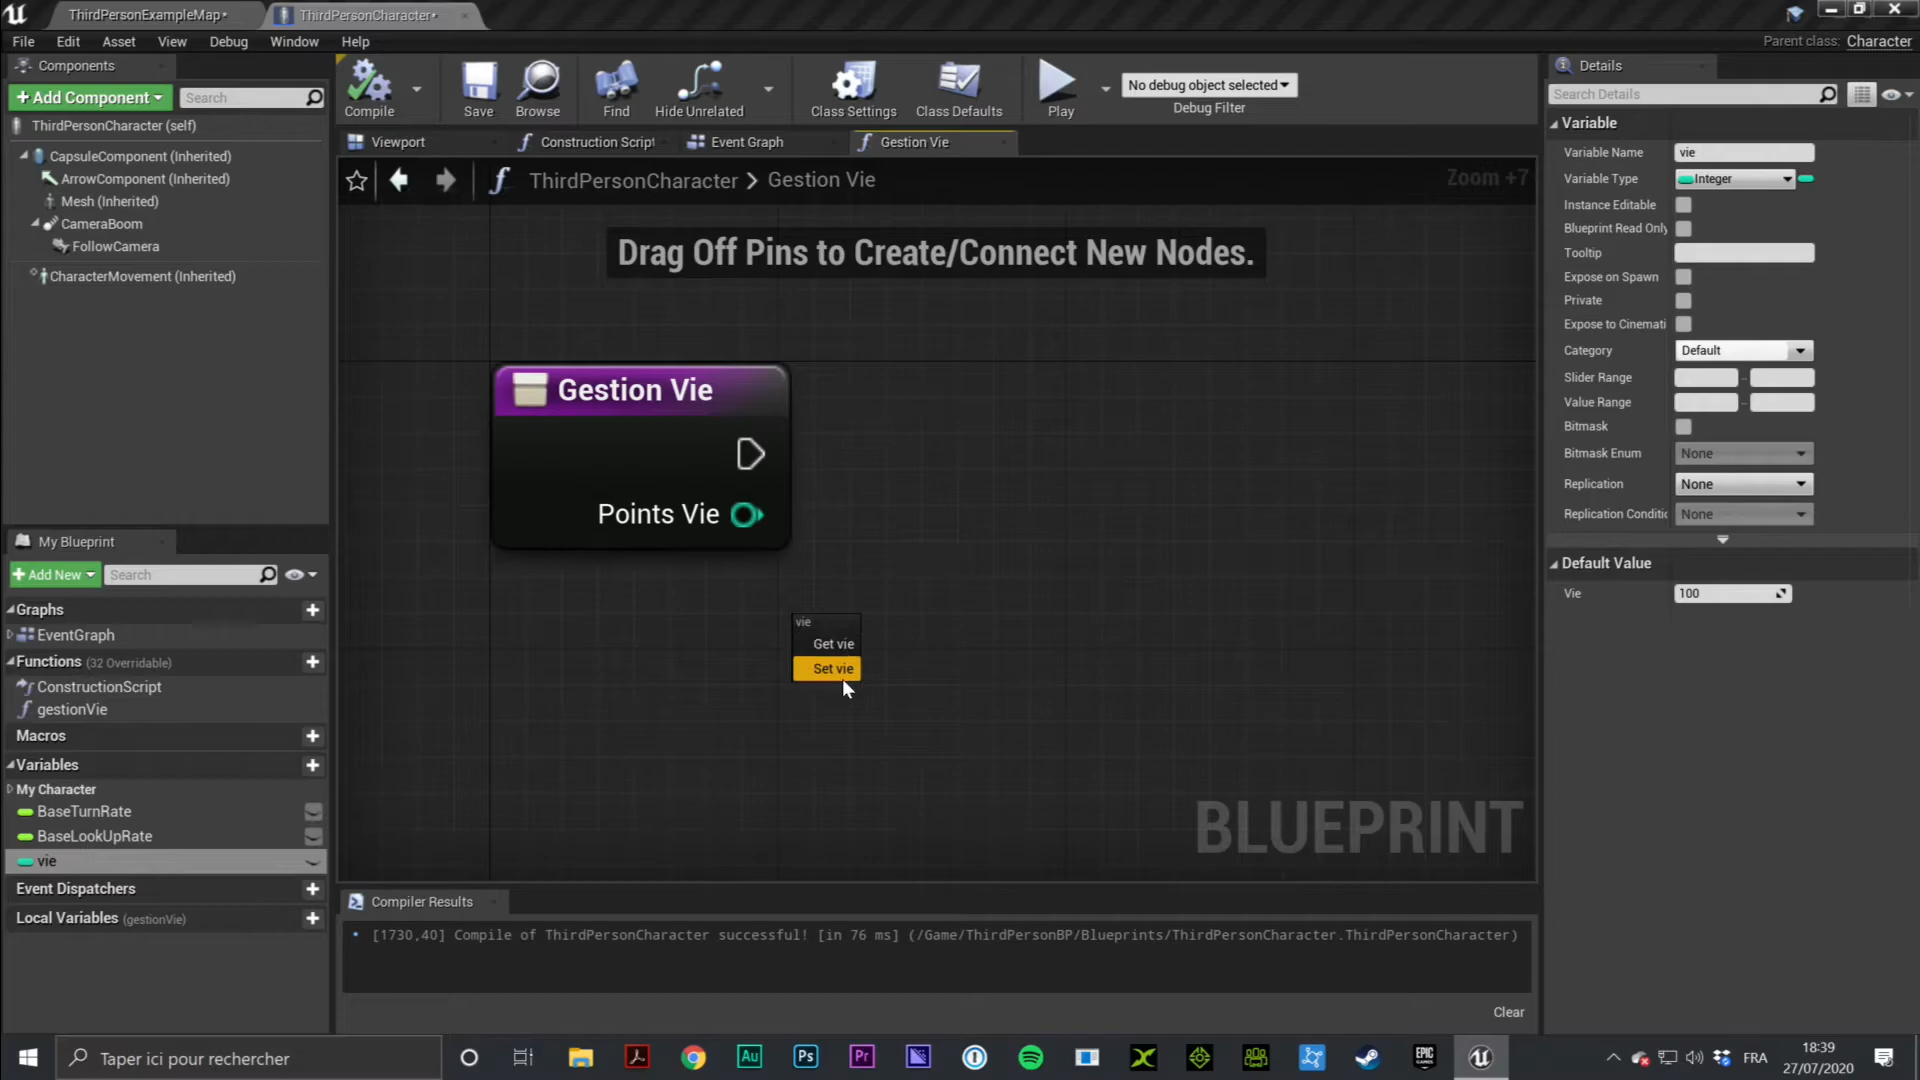 ThirdPersonExampleMap*
ThirdPersonCharacter*
File Edit Asset View Debug Window Help
Parent class: Character
Components
+ Add Component
Search
ThirdPersonCharacter (self)
CapsuleComponent (Inherited)
ArrowComponent (Inherited)
Mesh (Inherited)
CameraBoom
FollowCamera
CharacterMovement (Inherited)
My Blueprint
+ Add New
Search
Graphs
EventGraph
Functions (32 Overridable)
ConstructionScript
gestionVie
Macros
Variables
My Character
BaseTurnRate
BaseLookUpRate
vie
Event Dispatchers
Local Variables (gestionVie)
Compile Save Browse Find Hide Unrelated Class Settings Class Defaults Play
No debug object selected
Debug Filter
Viewport Construction Script Event Graph Gestion Vie
ThirdPersonCharacter > Gestion Vie
Zoom +7
Drag Off Pins to Create/Connect New Nodes.
Gestion Vie
Points Vie
vie
Get vie
Set vie
BLUEPRINT
Compiler Results
[1730,40] Compile of ThirdPersonCharacter successful! [in 76 ms] (/Game/ThirdPersonBP/Blueprints/ThirdPersonCharacter.ThirdPersonCharacter)
Clear
Details
Search Details
Variable
Variable Name vie
Variable Type Integer
Instance Editable
Blueprint Read Only
Tooltip
Expose on Spawn
Private
Expose to Cinemati
Category Default
Slider Range
Value Range
Bitmask
Bitmask Enum None
Replication None
Replication Conditic None
Default Value
Vie 100
Taper ici pour rechercher
Au Ps Pr
EPIC GAMES
FRA
18:39
27/07/2020